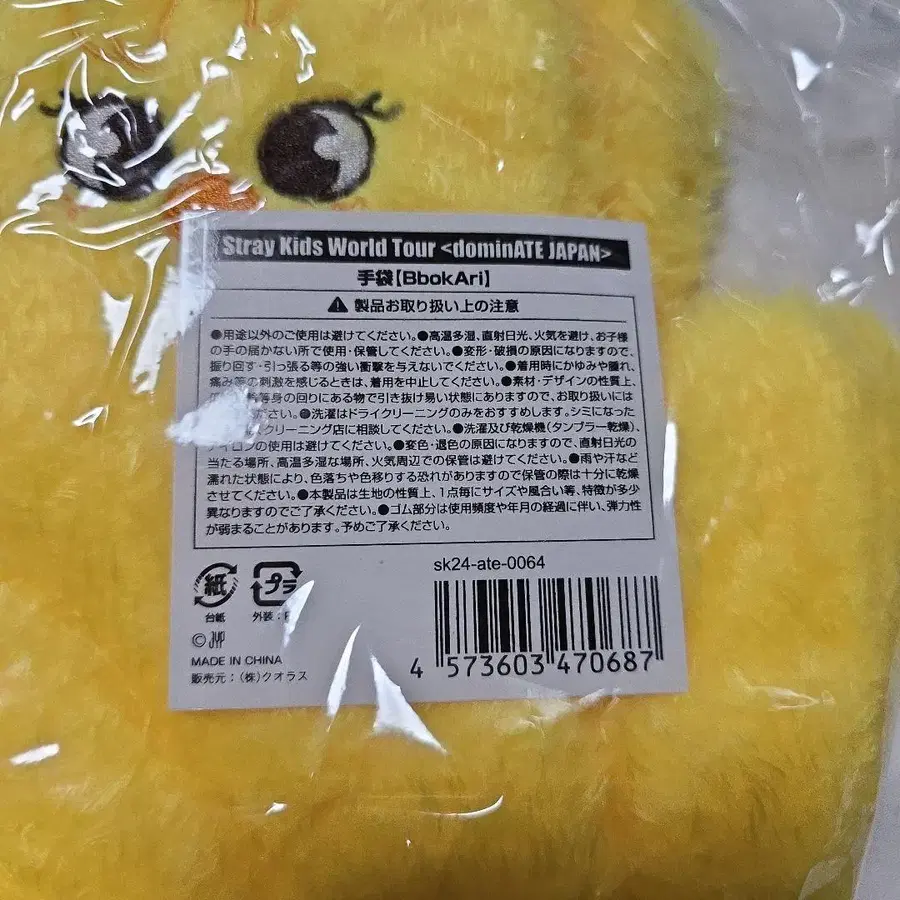 Stray Kids World Tour <dominATE JAPAN>
手袋【BbokAri】
⚠ 製品お取り扱い上の注意
●用途以外のご使用は避けてください。●高温多湿、直射日光、火気を避け、お子様
の手の届かない所で使用・保管してください。●変形・破損の原因になりますので、
振り回す・引っ張る等の強い衝撃を与えないでください。●着用時にかゆみや腫れ、
痛み等の刺激を感じるときは、着用を中止してください。●素材・デザインの性質上、
等身の回りにある物で引き抜け易い状態にありますので、お取り扱いには
ください。●洗濯はドライクリーニングのみをおすすめします。シミになった
クリーニング店に相談してください。●洗濯及び乾燥機(タンブラー乾燥)、
アイロンの使用は避けてください。●変色・退色の原因になりますので、直射日光の
当たる場所、高温多湿な場所、火気周辺での保管は避けてください。●雨や汗など
濡れた状態により、色落ちや色移りする恐れがありますので保管の際は十分に乾燥
させてください。●本製品は生地の性質上、1点毎にサイズや風合い等、特徴が多少
異なりますのでご了承ください。●ゴム部分は使用頻度や年月の経過に伴い、弾力性
が弱まることがあります。予めご了承ください。
sk24-ate-0064
紙
プラ
台紙
外装:P
© JYP
MADE IN CHINA
販売元:(株)クオラス
4 573603 470687